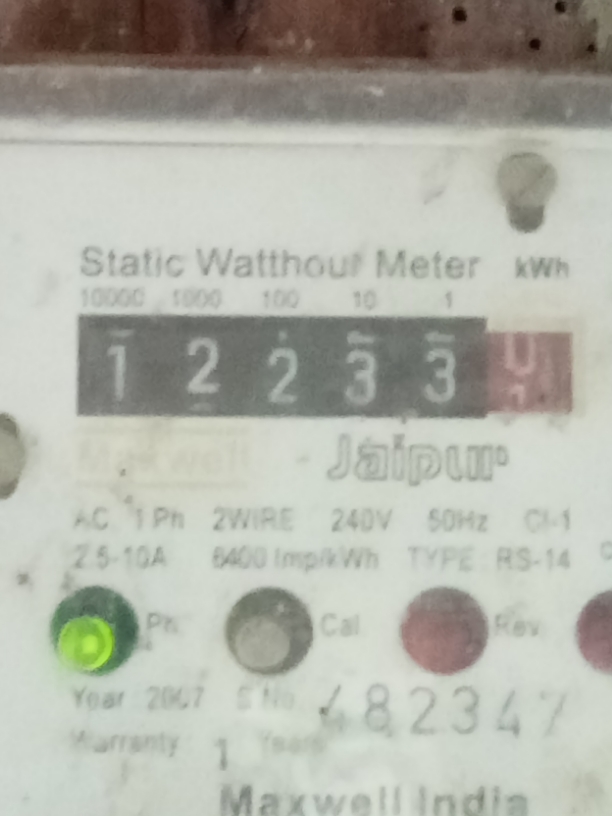 Static Watthour Meter kWh
10000 1000 100 10 1
1 2 2 3 3 0
Maxwell Jaipur
AC 1 Ph 2WIRE 240V 50Hz Cl-1
2.5-10A 6400 Imp/kWh TYPE RS-14
Ph. Cal. Rev.
Year 2007 S.No. 482347
Warranty 1 Years
Maxwell India